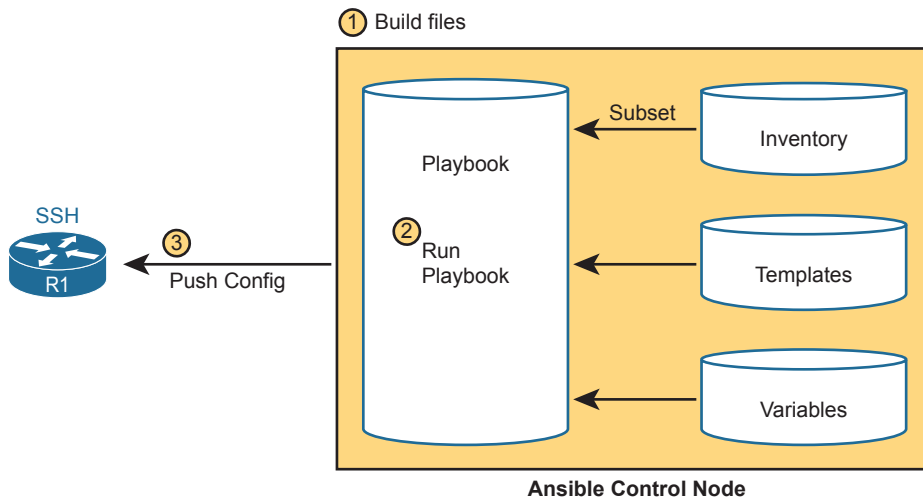 1 Build files
Subset
Inventory
Playbook
SSH
R1
3
Push Config
2
Run
Playbook
Templates
Variables
Ansible Control Node